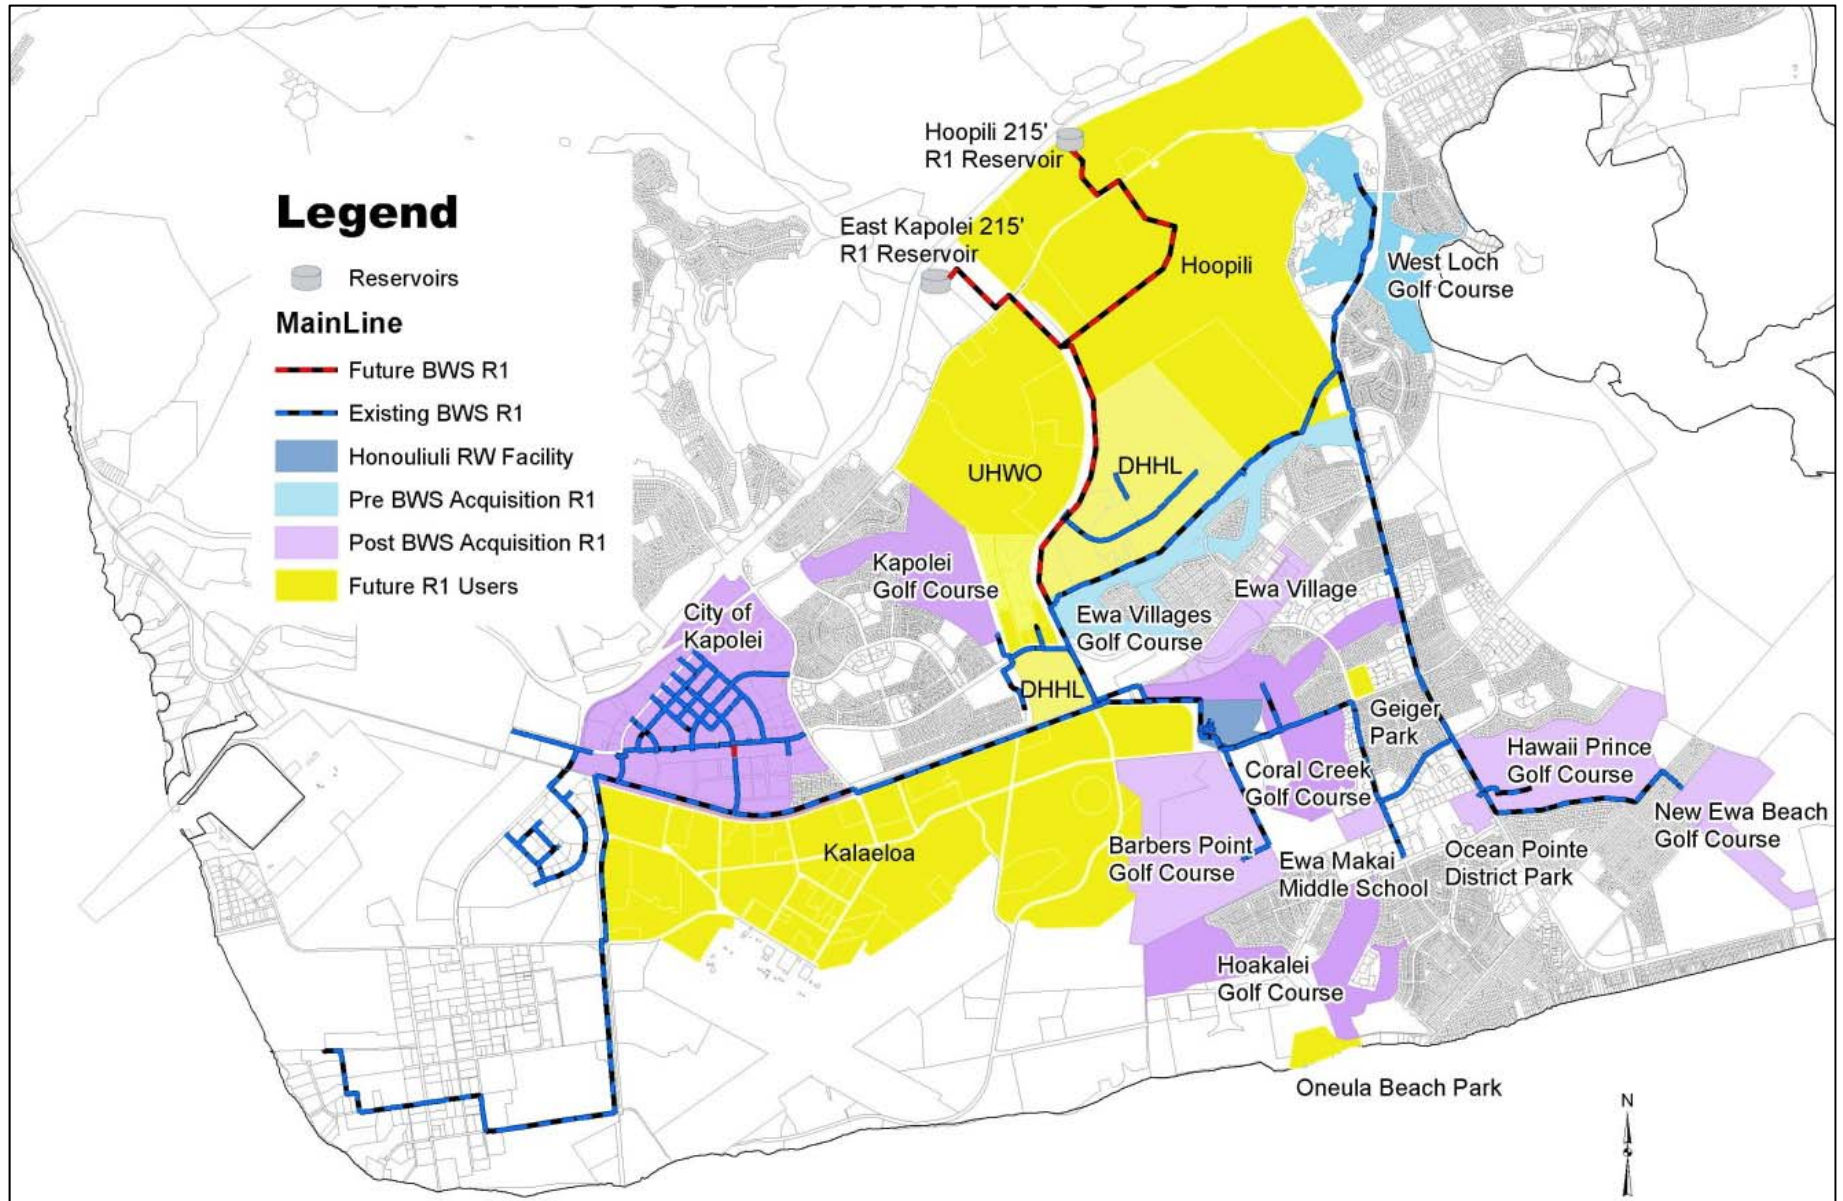 Hoopili 215'
R1 Reservoir
Legend
East Kapolei 215'
R1 Reservoir
Reservoirs
MainLine
Future BWS R1
Existing BWS R1
Honouliuli RW Facility
Pre BWS Acquisition R1
Post BWS Acquisition R1
Future R1 Users
Hoopili
West Loch
Golf Course
UHWO
DHHL
Kapolei
Golf Course
City of
Kapolei
Ewa Village
Ewa Villages
Golf Course
DHHL
Geiger
Park
Hawaii Prince
Golf Course
Coral Creek
Golf Course
New Ewa Beach
Golf Course
Kalaeloa
Barbers Point
Golf Course
Ewa Makai
Middle School
Ocean Pointe
District Park
Hoakalei
Golf Course
Oneula Beach Park
N